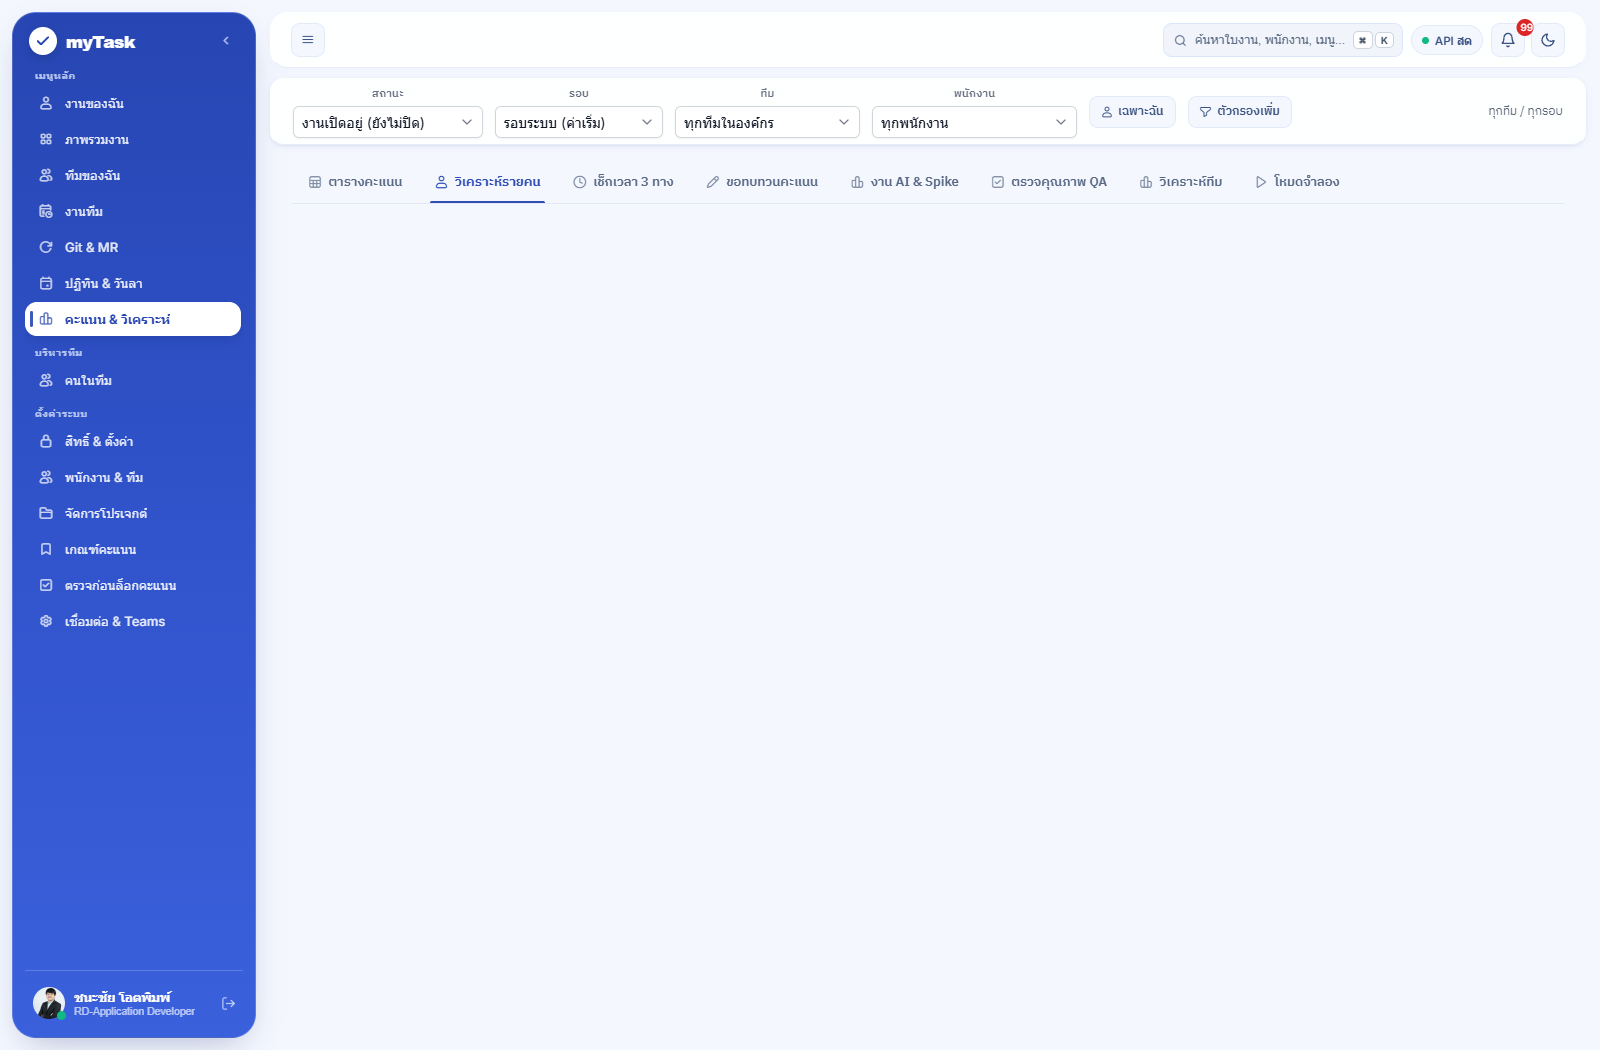 myTask
เมนูหลัก
งานของฉัน
ภาพรวมงาน
ทีมของฉัน
งานทีม
Git & MR
ปฏิทิน & วันลา
คะแนน & วิเคราะห์
บริหารทีม
คนในทีม
ตั้งค่าระบบ
สิทธิ์ & ตั้งค่า
พนักงาน & ทีม
จัดการโปรเจกต์
เกณฑ์คะแนน
ตรวจก่อนล็อกคะแนน
เชื่อมต่อ & Teams
ชนะชัย โอตพิมพ์
RD-Application Developer
ค้นหาใบงาน, พนักงาน, เมนู... ⌘ K
API สด
99
สถานะ รอบ ทีม พนักงาน
งานเปิดอยู่ (ยังไม่ปิด) รอบระบบ (ค่าเริ่ม) ทุกทีมในองค์กร ทุกพนักงาน เฉพาะฉัน ตัวกรองเพิ่ม ทุกทีม / ทุกรอบ
ตารางคะแนน วิเคราะห์รายคน เช็กเวลา 3 ทาง ขอทบทวนคะแนน งาน AI & Spike ตรวจคุณภาพ QA วิเคราะห์ทีม โหมดจำลอง